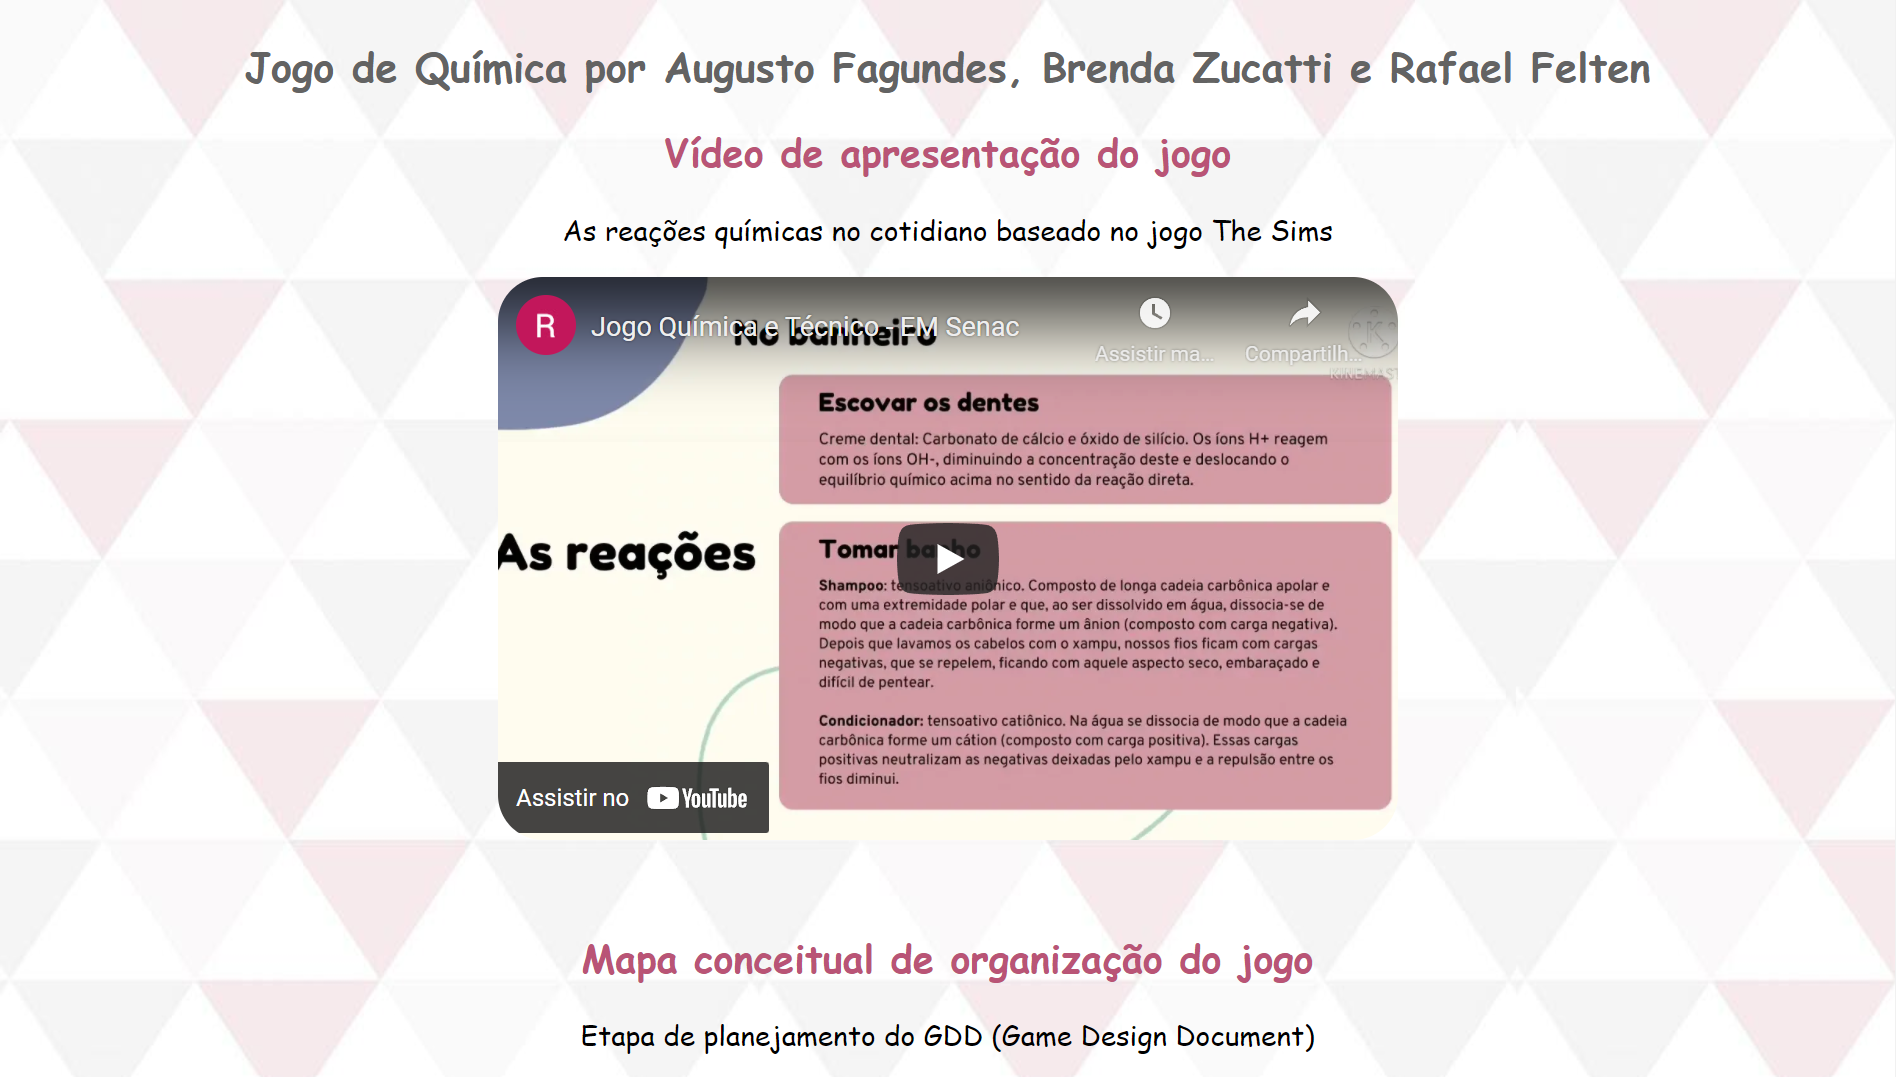 Jogo de Química por Augusto Fagundes, Brenda Zucatti e Rafael Felten
Vídeo de apresentação do jogo
As reações químicas no cotidiano baseado no jogo The Sims
R
Jogo Química e Técnico - EM Senac
No banheiro
Assistir ma...
Compartilh...
K
KINEMAST
Escovar os dentes
Creme dental: Carbonato de cálcio e óxido de silício. Os íons H+ reagem
com os íons OH-, diminuindo a concentração deste e deslocando o
equilíbrio químico acima no sentido da reação direta.
As reações
Tomar banho
Shampoo: tensoativo aniônico. Composto de longa cadeia carbônica apolar e
com uma extremidade polar e que, ao ser dissolvido em água, dissocia-se de
modo que a cadeia carbônica forme um ânion (composto com carga negativa).
Depois que lavamos os cabelos com o xampu, nossos fios ficam com cargas
negativas, que se repelem, ficando com aquele aspecto seco, embaraçado e
difícil de pentear.
Condicionador: tensoativo catiônico. Na água se dissocia de modo que a cadeia
carbônica forme um cátion (composto com carga positiva). Essas cargas
positivas neutralizam as negativas deixadas pelo xampu e a repulsão entre os
fios diminui.
Assistir no YouTube
Mapa conceitual de organização do jogo
Etapa de planejamento do GDD (Game Design Document)